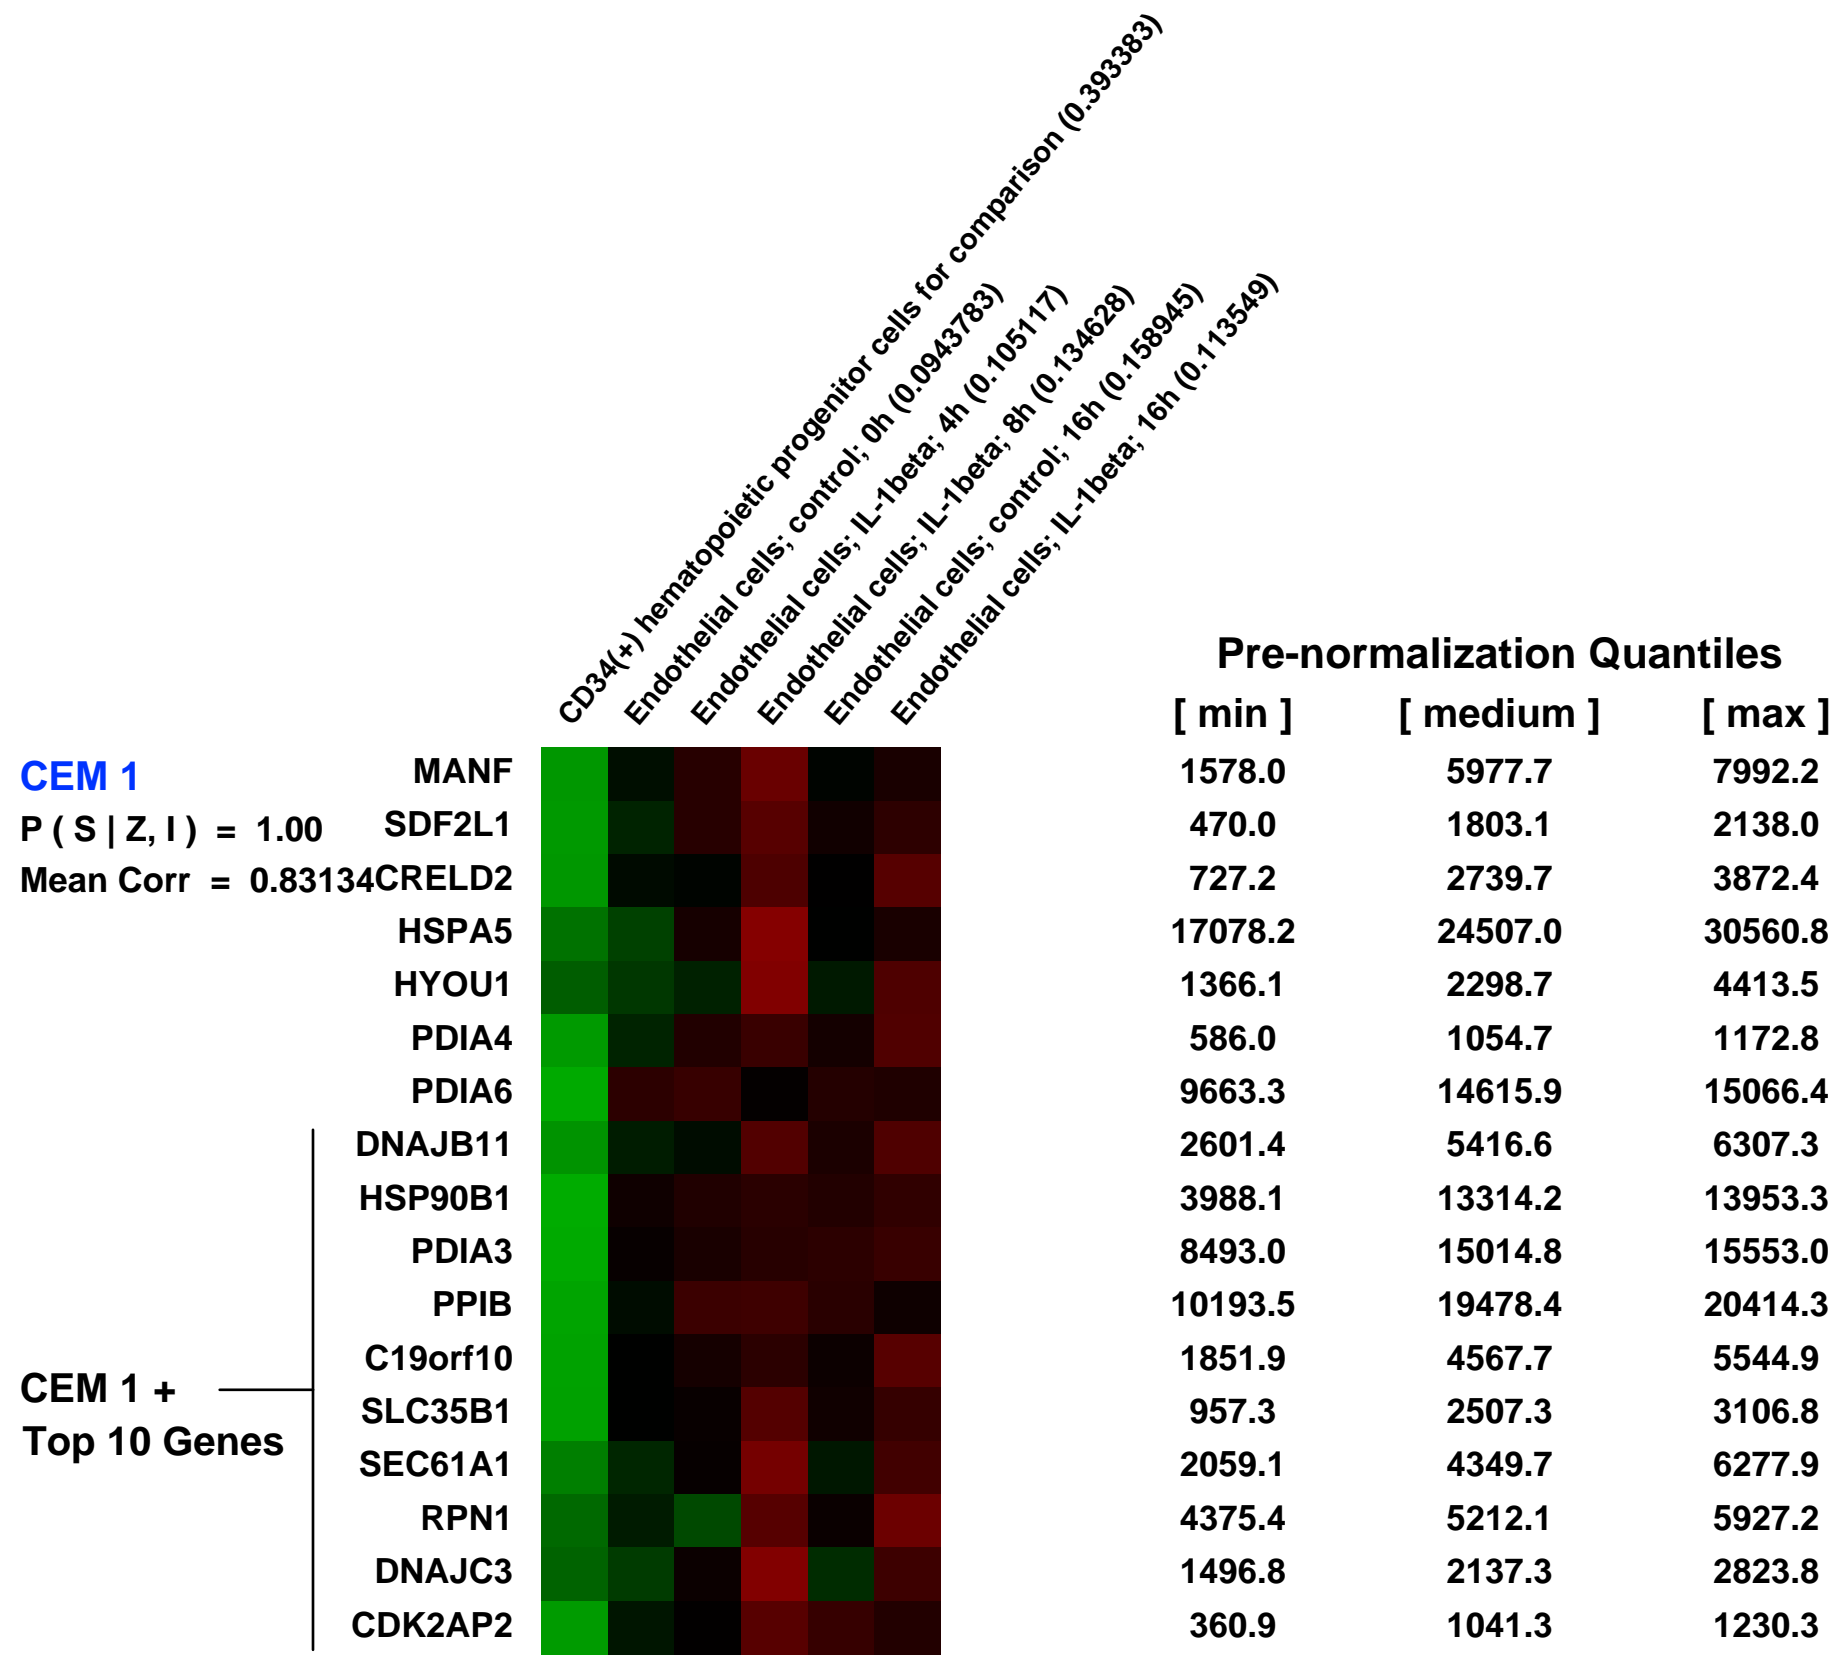 CD34(+) hematopoietic progenitor cells for comparison (0.393383)
Endothelial cells; control; 0h (0.0943783)
Endothelial cells; IL-1beta; 4h (0.105117)
Endothelial cells; IL-1beta; 8h (0.134628)
Endothelial cells; control; 16h (0.158945)
Endothelial cells; IL-1beta; 16h (0.113549)
Pre-normalization Quantiles
[ min ] [ medium ] [ max ]
CEM 1 MANF 1578.0 5977.7 7992.2
P ( S | Z, I ) = 1.00 SDF2L1 470.0 1803.1 2138.0
Mean Corr = 0.83134 CRELD2 727.2 2739.7 3872.4
HSPA5 17078.2 24507.0 30560.8
HYOU1 1366.1 2298.7 4413.5
PDIA4 586.0 1054.7 1172.8
PDIA6 9663.3 14615.9 15066.4
DNAJB11 2601.4 5416.6 6307.3
HSP90B1 3988.1 13314.2 13953.3
PDIA3 8493.0 15014.8 15553.0
PPIB 10193.5 19478.4 20414.3
C19orf10 1851.9 4567.7 5544.9
CEM 1 +
SLC35B1 957.3 2507.3 3106.8
Top 10 Genes
SEC61A1 2059.1 4349.7 6277.9
RPN1 4375.4 5212.1 5927.2
DNAJC3 1496.8 2137.3 2823.8
CDK2AP2 360.9 1041.3 1230.3